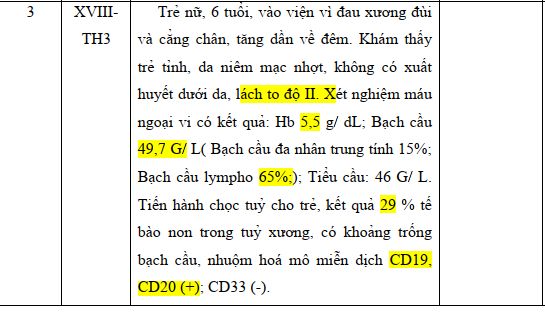 3 XVIII-TH3 Trẻ nữ, 6 tuổi, vào viện vì đau xương đùi
và cẳng chân, tăng dần về đêm. Khám thấy
trẻ tỉnh, da niêm mạc nhợt, không có xuất
huyết dưới da, lách to độ II. Xét nghiệm máu
ngoại vi có kết quả: Hb 5,5 g/ dL; Bạch cầu
49,7 G/ L( Bạch cầu đa nhân trung tính 15%;
Bạch cầu lympho 65%;); Tiểu cầu: 46 G/ L.
Tiến hành chọc tuỷ cho trẻ, kết quả 29 % tế
bào non trong tuỷ xương, có khoảng trống
bạch cầu, nhuộm hoá mô miễn dịch CD19,
CD20 (+); CD33 (-).